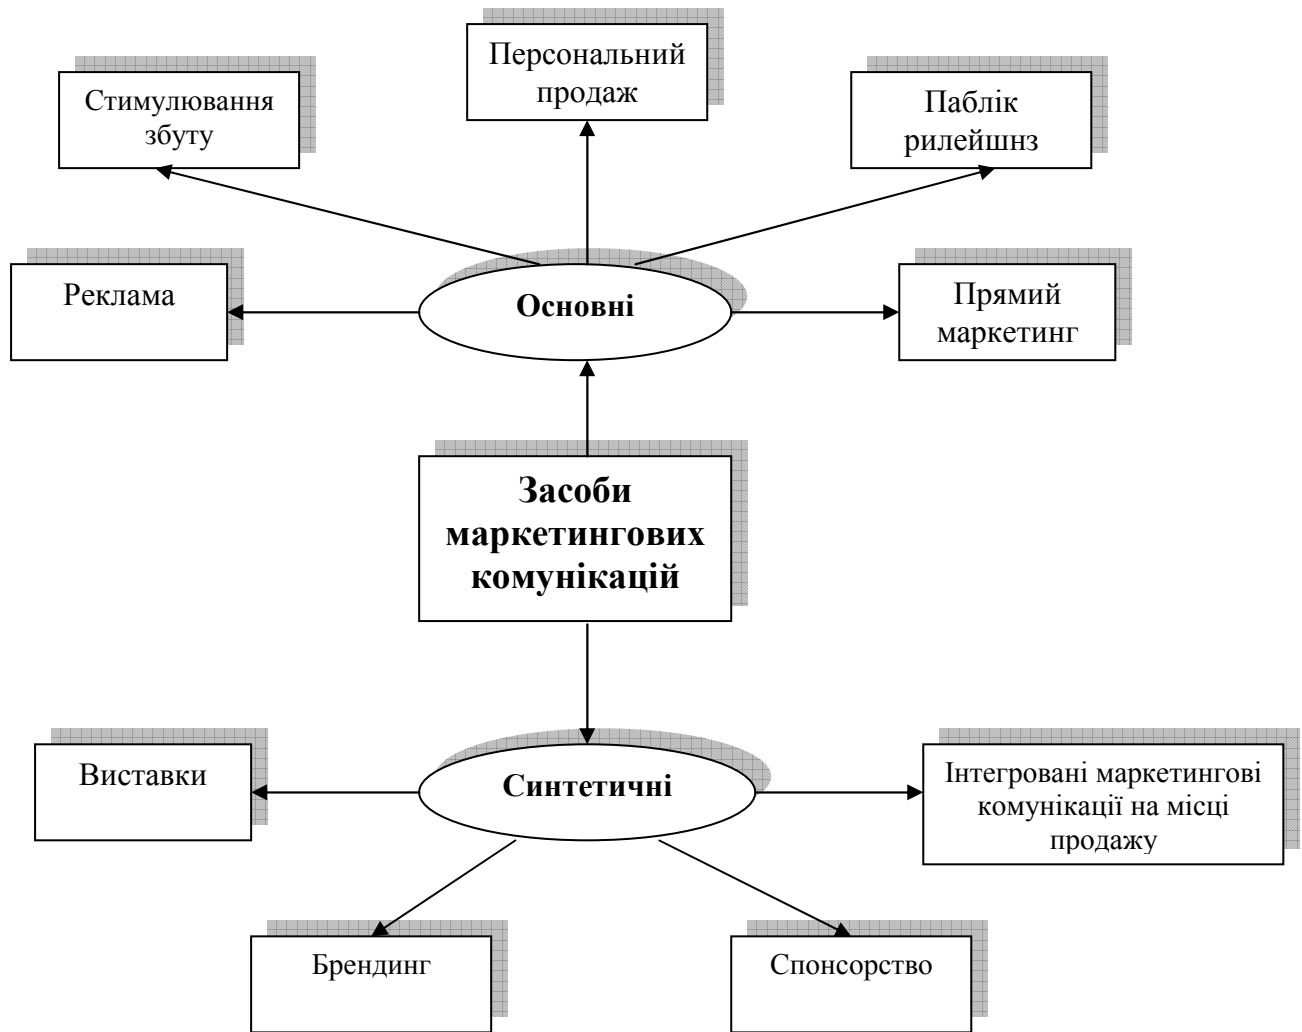 Персональний
продаж
Стимулювання
збуту
Паблік
рилейшнз
Реклама
Основні
Прямий
маркетинг
Засоби
маркетингових
комунікацій
Виставки
Синтетичні
Інтегровані маркетингові
комунікації на місці
продажу
Брендинг
Спонсорство